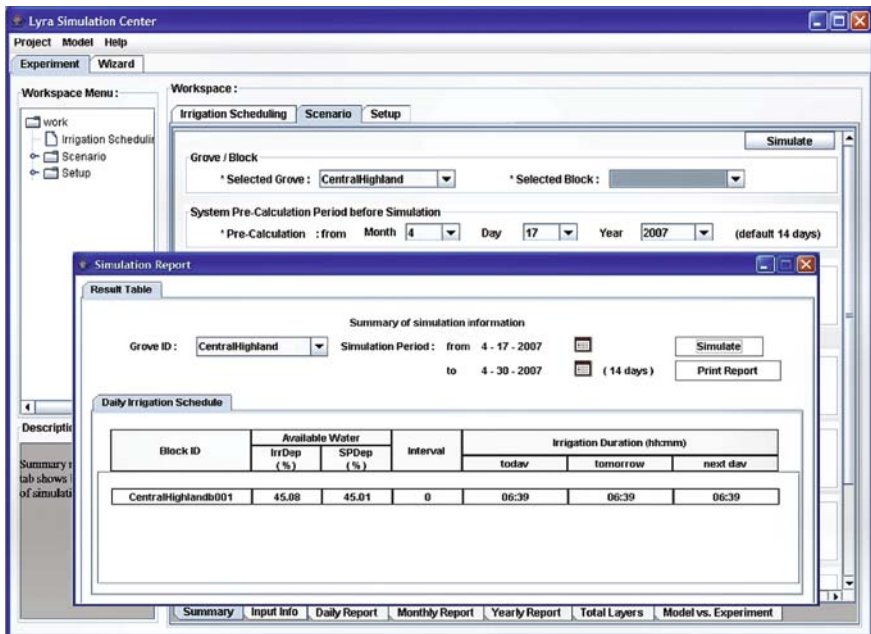 Lyra Simulation Center
Project Model Help
Experiment Wizard
Workspace Menu :
work
Irrigation Schedulin
Scenario
Setup
Workspace :
Irrigation Scheduling Scenario Setup
Simulate
Grove / Block
* Selected Grove : CentralHighland * Selected Block :
System Pre-Calculation Period before Simulation
* Pre-Calculation : from Month 4 Day 17 Year 2007 (default 14 days)
Simulation Report
Result Table
Summary of simulation information
Grove ID : CentralHighland Simulation Period : from 4 - 17 - 2007 Simulate
to 4 - 30 - 2007 ( 14 days ) Print Report
Daily Irrigation Schedule
Block ID Available Water Interval Irrigation Duration (hh:mm)
IrrDep (%) SPDep (%) today tomorrow next day
CentralHighlandb001 45.08 45.01 0 06:39 06:39 06:39
Descriptio
Summary
tab shows
of simulati
Summary Input Info Daily Report Monthly Report Yearly Report Total Layers Model vs. Experiment